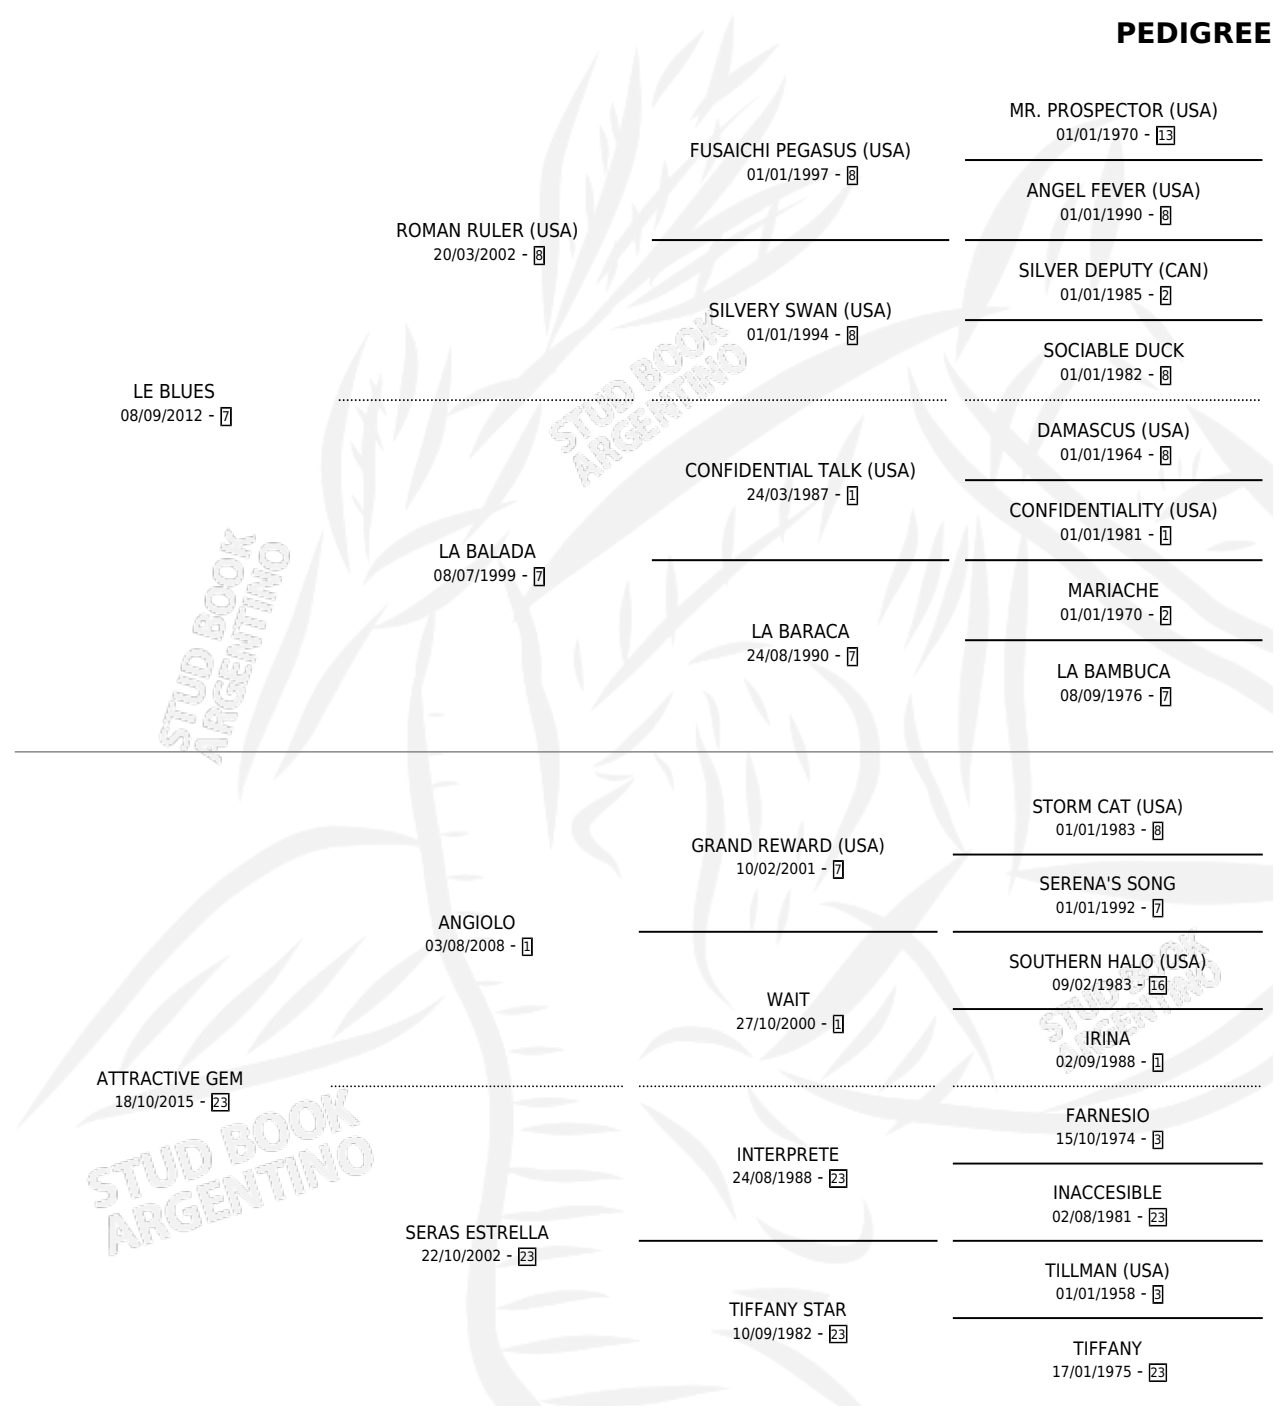 PEDIGREE
MR. PROSPECTOR (USA)
01/01/1970 - 13
FUSAICHI PEGASUS (USA)
01/01/1997 - 8
ANGEL FEVER (USA)
01/01/1990 - 8
ROMAN RULER (USA)
20/03/2002 - 8
SILVER DEPUTY (CAN)
01/01/1985 - 2
SILVERY SWAN (USA)
01/01/1994 - 8
SOCIABLE DUCK
01/01/1982 - 8
LE BLUES
08/09/2012 - 7
STUD BOOK
ARGENTINO
DAMASCUS (USA)
01/01/1964 - 8
CONFIDENTIAL TALK (USA)
24/03/1987 - 1
CONFIDENTIALITY (USA)
01/01/1981 - 1
LA BALADA
08/07/1999 - 7
MARIACHE
01/01/1970 - 2
LA BARACA
24/08/1990 - 7
LA BAMBUCA
08/09/1976 - 7
STUD BOOK
ARGENTINO
STORM CAT (USA)
01/01/1983 - 8
GRAND REWARD (USA)
10/02/2001 - 7
SERENA'S SONG
01/01/1992 - 7
ANGIOLO
03/08/2008 - 1
SOUTHERN HALO (USA)
09/02/1983 - 16
WAIT
27/10/2000 - 1
STUD BOOK
ARGENTINO
IRINA
02/09/1988 - 1
ATTRACTIVE GEM
18/10/2015 - 23
FARNESIO
15/10/1974 - 3
INTERPRETE
24/08/1988 - 23
INACCESIBLE
02/08/1981 - 23
STUD BOOK
ARGENTINO
SERAS ESTRELLA
22/10/2002 - 23
TILLMAN (USA)
01/01/1958 - 3
TIFFANY STAR
10/09/1982 - 23
TIFFANY
17/01/1975 - 23